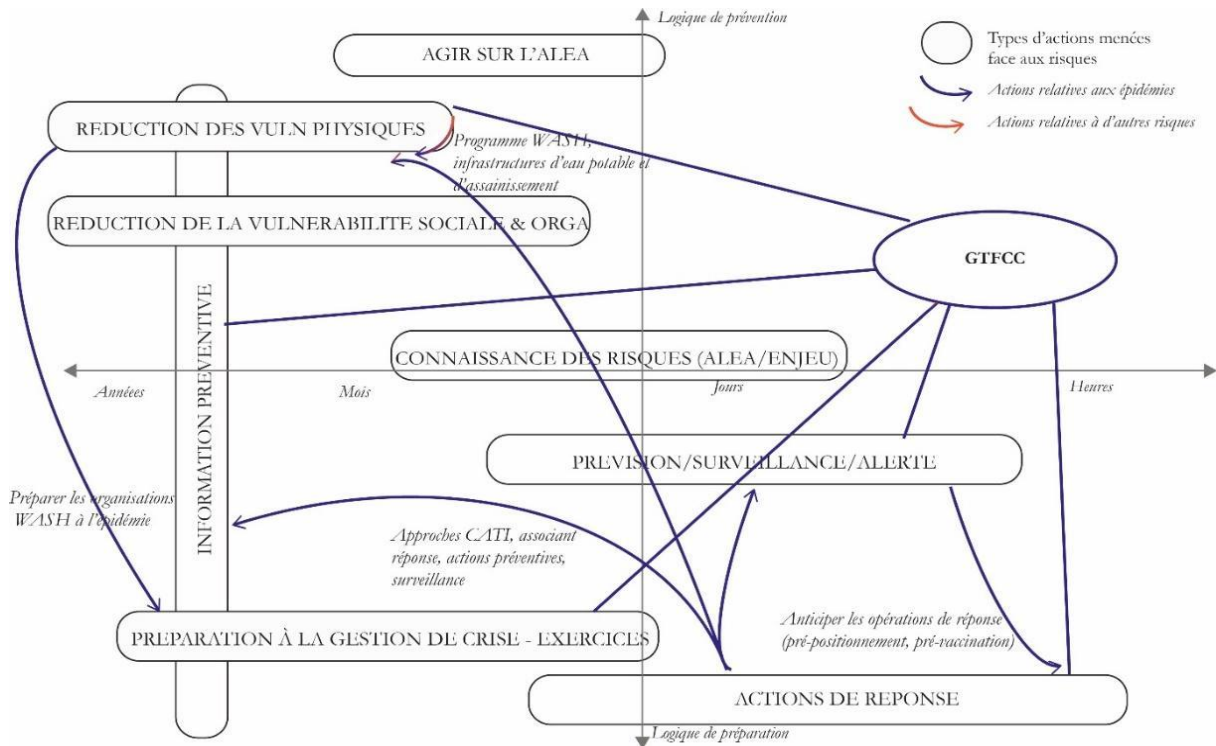 Logique de prévention
AGIR SUR L'ALEA
Types d'actions menées
face aux risques
Actions relatives aux épidémies
Actions relatives à d'autres risques
REDUCTION DES VULN PHYSIQUES
Programme WASH,
infrastructures d'eau potable et
d'assainissement
REDUCTION DE LA VULNERABILITE SOCIALE & ORGA
GTFCC
INFORMATION PREVENTIVE
CONNAISSANCE DES RISQUES (ALEA/ENJEU)
Années
Mois
Jours
Heures
PREVISION/SURVEILLANCE/ALERTE
Préparer les organisations
WASH à l'épidémie
Approches CATI, associant
réponse, actions préventives,
surveillance
Anticiper les opérations de réponse
(pré-positionnement, pré-vaccination)
PREPARATION À LA GESTION DE CRISE - EXERCICES
ACTIONS DE REPONSE
Logique de préparation